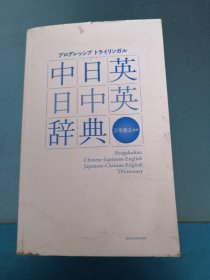 プログレッシブ トライリンガル
中日英
日中英
辞典
Shogakukan
Chinese-Japanese-English
Japanese-Chinese-English
Dictionary